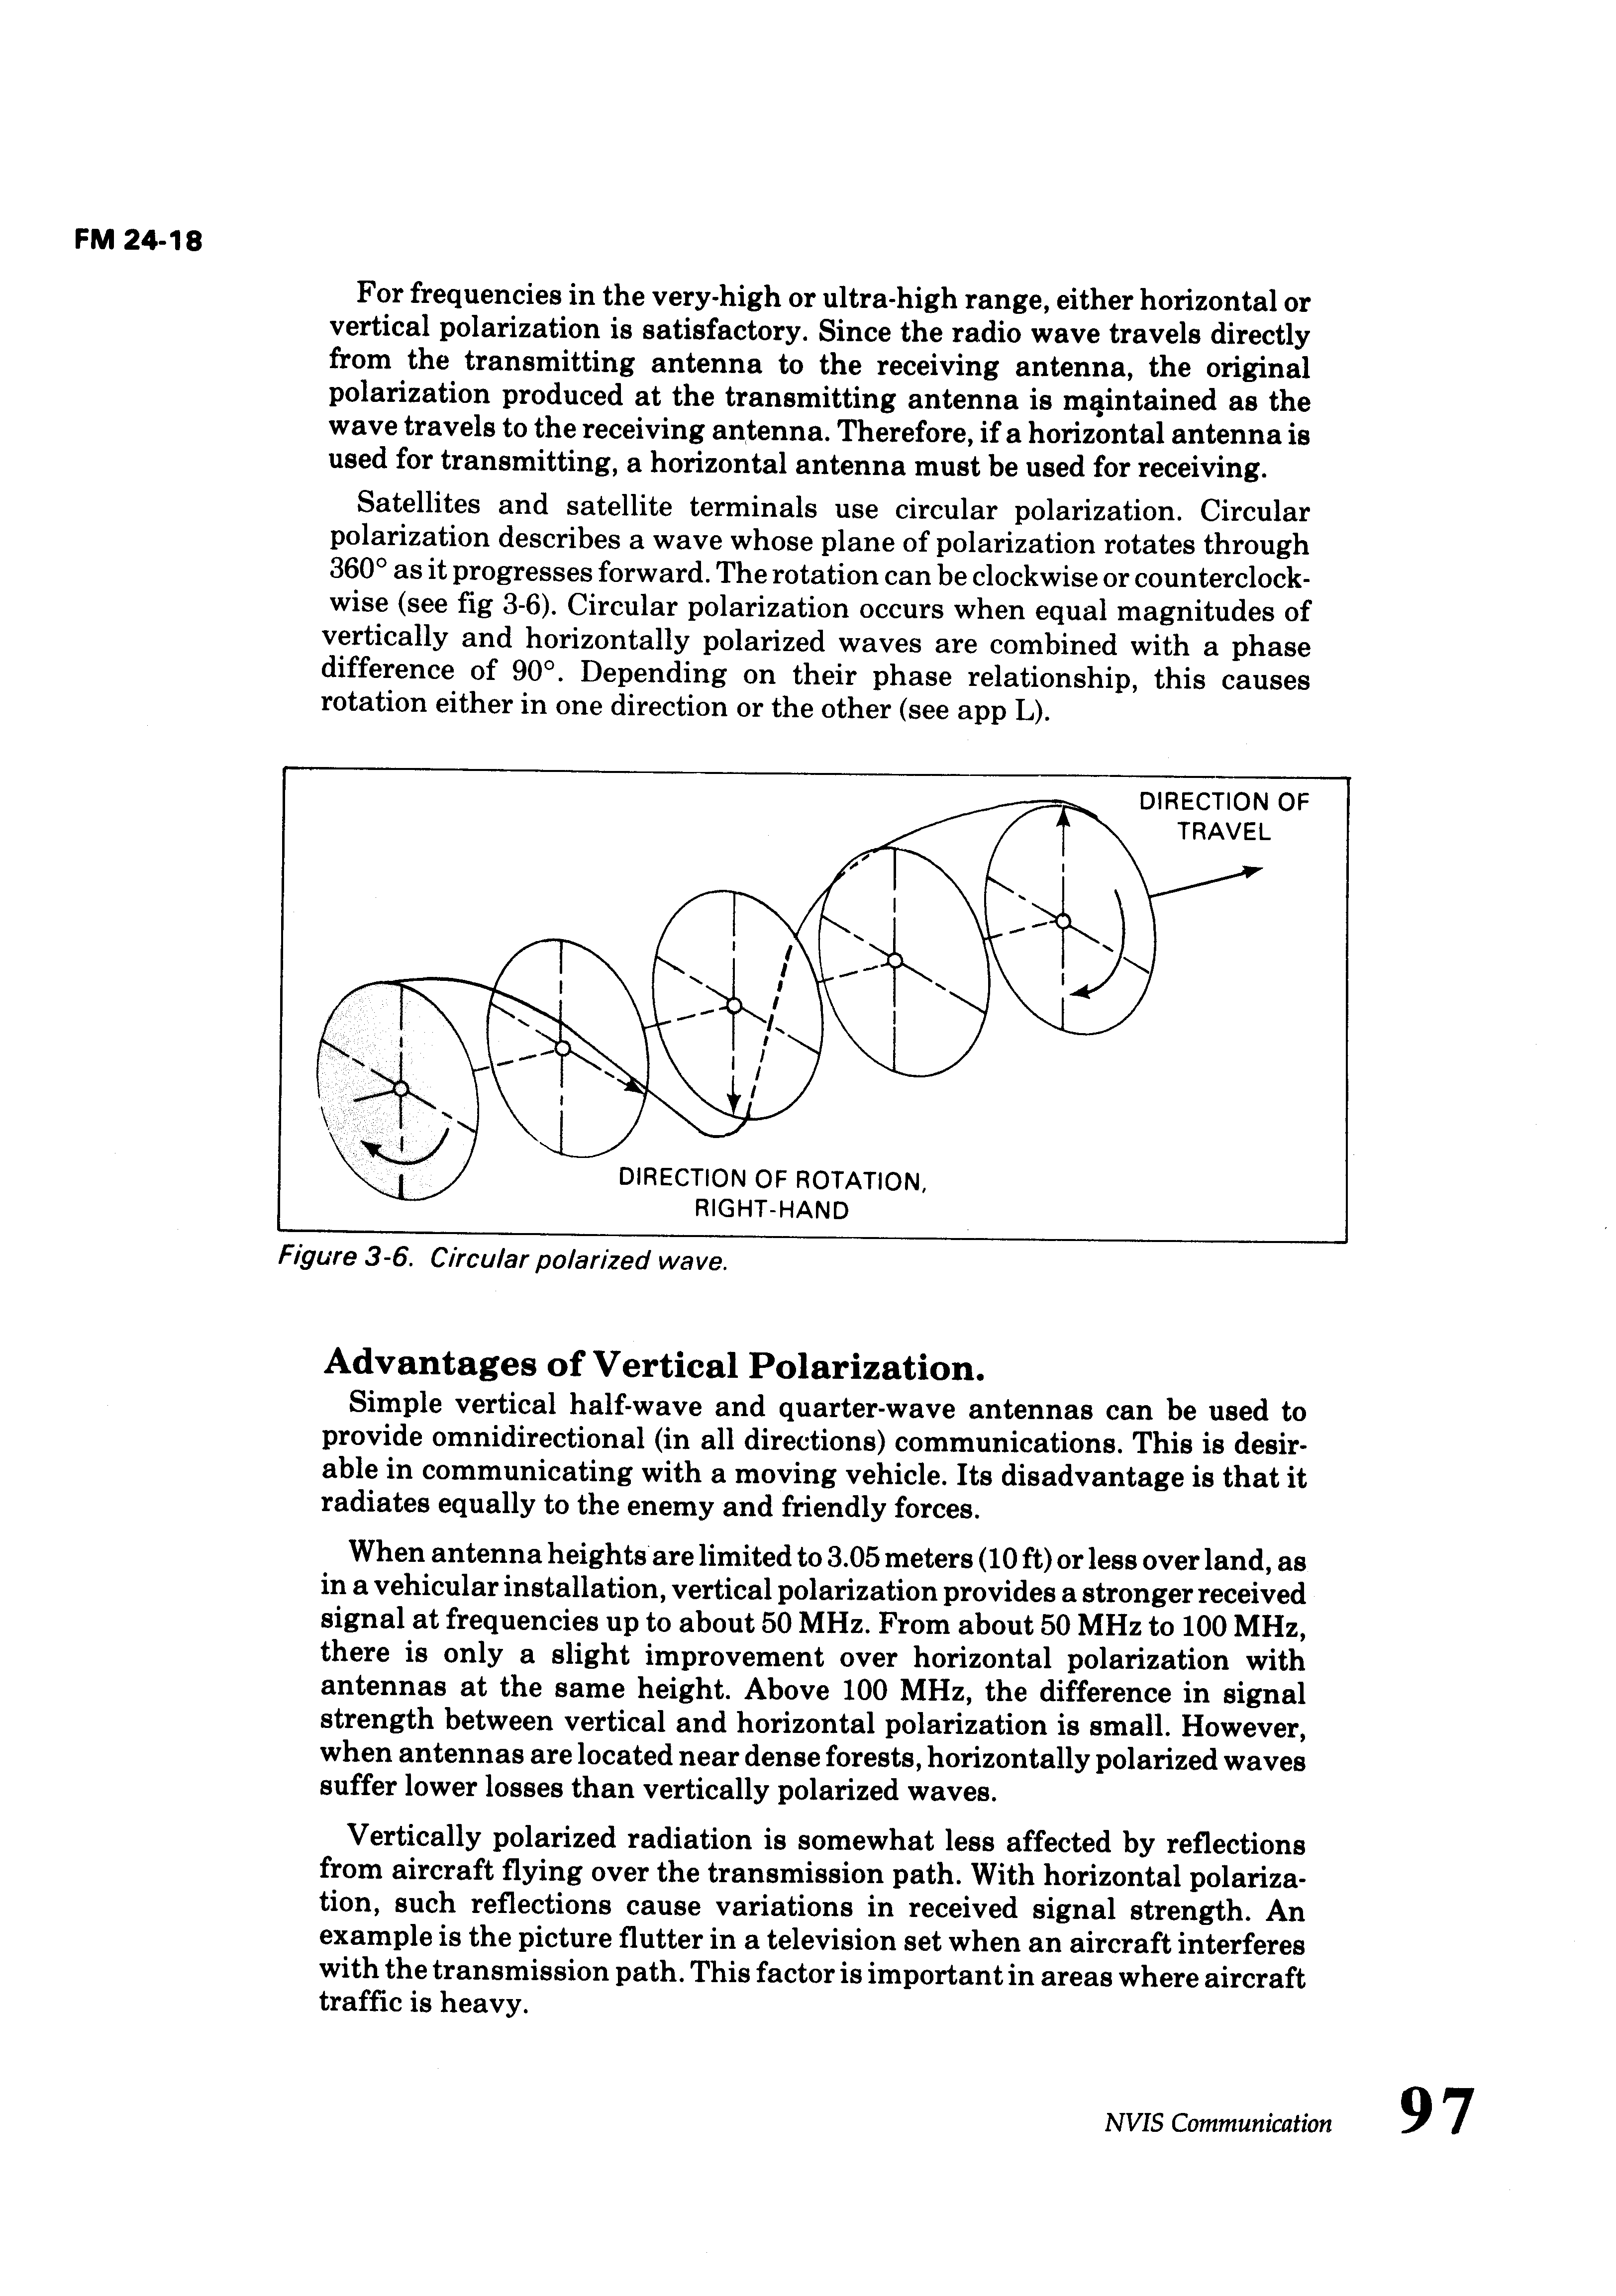 FM 24-18
For frequencies in the very-high or ultra-high range, either horizontal or
vertical polarization is satisfactory. Since the radio wave travels directly
from the transmitting antenna to the receiving antenna, the original
polarization produced at the transmitting antenna is maintained as the
wave travels to the receiving antenna. Therefore, if a horizontal antenna is
used for transmitting, a horizontal antenna must be used for receiving.
Satellites and satellite terminals use circular polarization. Circular
polarization describes a wave whose plane of polarization rotates through
360° as it progresses forward. The rotation can be clockwise or counterclock-
wise (see fig 3-6). Circular polarization occurs when equal magnitudes of
vertically and horizontally polarized waves are combined with a phase
difference of 90°. Depending on their phase relationship, this causes
rotation either in one direction or the other (see app L).
DIRECTION OF
TRAVEL
DIRECTION OF ROTATION,
RIGHT-HAND
Figure 3-6. Circular polarized wave.
Advantages of Vertical Polarization.
Simple vertical half-wave and quarter-wave antennas can be used to
provide omnidirectional (in all directions) communications. This is desir-
able in communicating with a moving vehicle. Its disadvantage is that it
radiates equally to the enemy and friendly forces.
When antenna heights are limited to 3.05 meters (10 ft) or less over land, as
in a vehicular installation, vertical polarization provides a stronger received
signal at frequencies up to about 50 MHz. From about 50 MHz to 100 MHz,
there is only a slight improvement over horizontal polarization with
antennas at the same height. Above 100 MHz, the difference in signal
strength between vertical and horizontal polarization is small. However,
when antennas are located near dense forests, horizontally polarized waves
suffer lower losses than vertically polarized waves.
Vertically polarized radiation is somewhat less affected by reflections
from aircraft flying over the transmission path. With horizontal polariza-
tion, such reflections cause variations in received signal strength. An
example is the picture flutter in a television set when an aircraft interferes
with the transmission path. This factor is important in areas where aircraft
traffic is heavy.
NVIS Communication 97